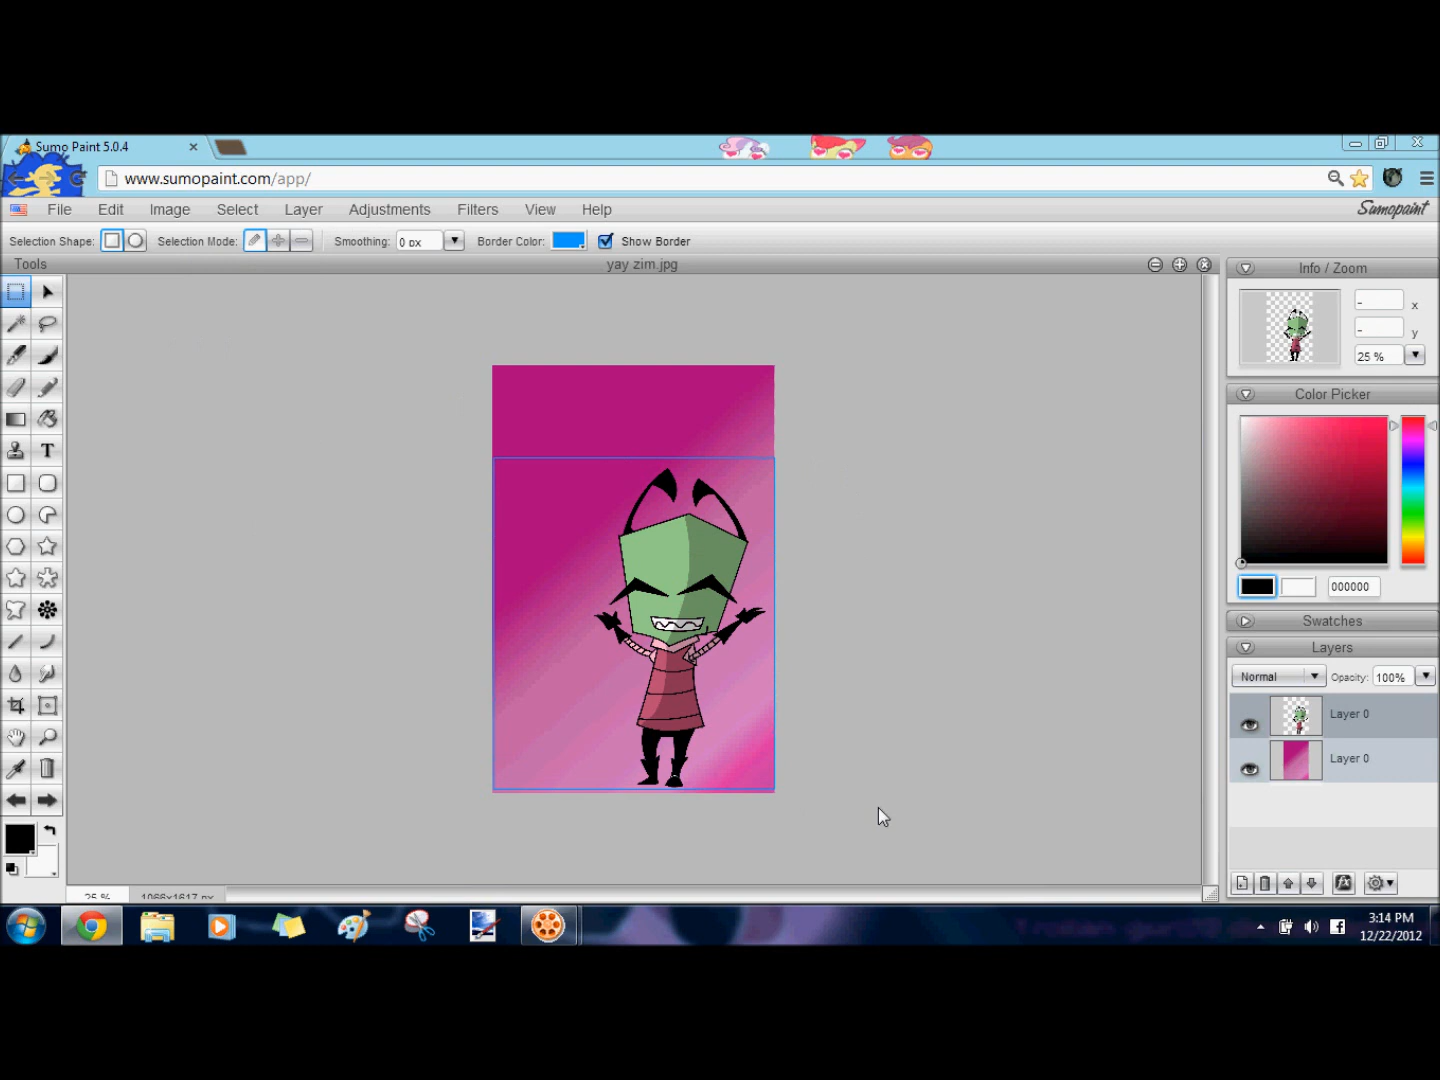 Sumo Paint 5.0.4
www.sumopaint.com/app/
File Edit Image Select Layer Adjustments Filters View Help
Sumopaint
Selection Shape: Selection Mode: Smoothing: 0 px Border Color: Show Border
Tools
yay zim.jpg
Info / Zoom
- x
- y
25 %
Color Picker
000000
Swatches
Layers
Normal Opacity: 100%
Layer 0
Layer 0
T
fx
25 % 1066x1617 px
3:14 PM
12/22/2012